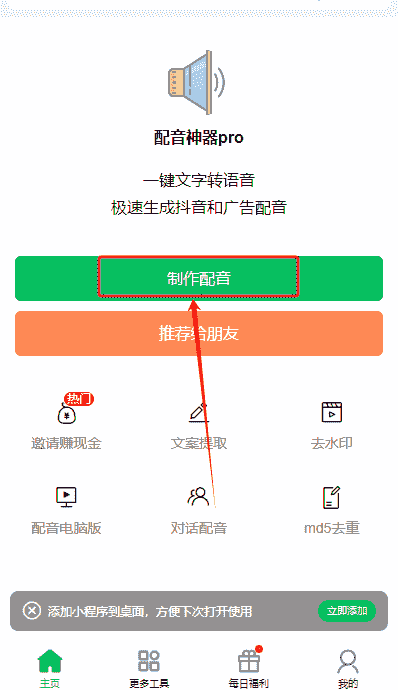 配音神器pro
一键文字转语音
极速生成抖音和广告配音
制作配音
推荐给朋友
热门
邀请赚现金
文案提取
去水印
配音电脑版
对话配音
md5去重
添加小程序到桌面，方便下次打开使用
立即添加
主页
更多工具
每日福利
我的